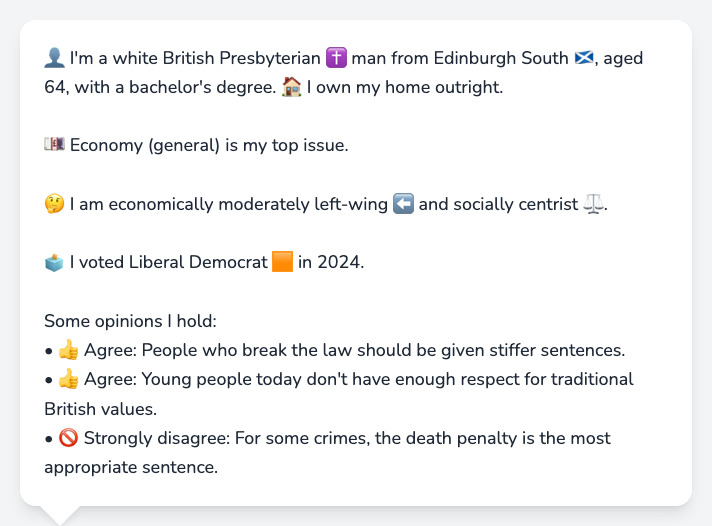 👤 I'm a white British Presbyterian ✝️ man from Edinburgh South 🏴󠁧󠁢󠁳󠁣󠁴󠁿, aged
64, with a bachelor's degree. 🏠 I own my home outright.
💷 Economy (general) is my top issue.
🤔 I am economically moderately left-wing ⬅️ and socially centrist ⚖️.
🗳️ I voted Liberal Democrat 🟧 in 2024.
Some opinions I hold:
• 👍 Agree: People who break the law should be given stiffer sentences.
• 👍 Agree: Young people today don't have enough respect for traditional
British values.
• 🚫 Strongly disagree: For some crimes, the death penalty is the most
appropriate sentence.